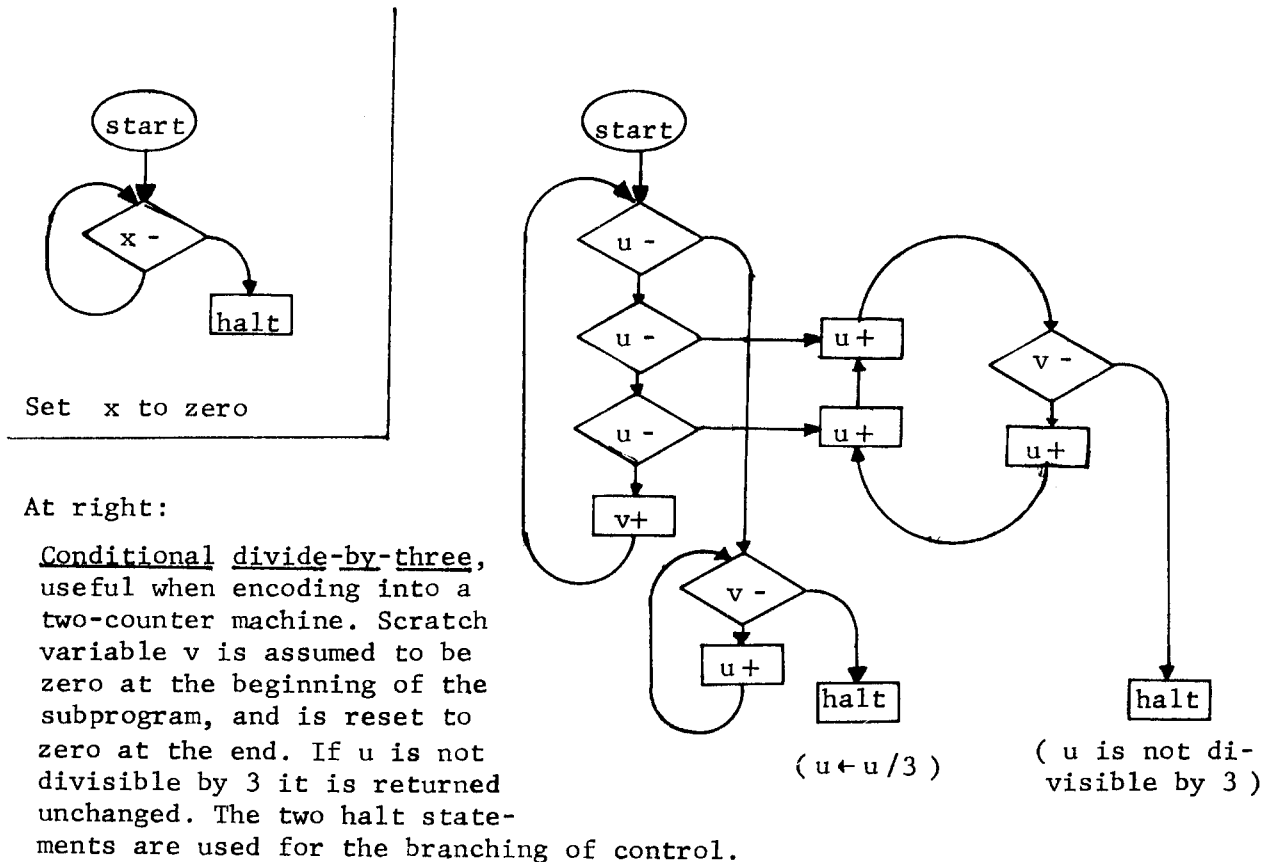 start
x -
halt
Set x to zero
At right:
Conditional divide-by-three,
useful when encoding into a
two-counter machine. Scratch
variable v is assumed to be
zero at the beginning of the
subprogram, and is reset to
zero at the end. If u is not
divisible by 3 it is returned
unchanged. The two halt state-
ments are used for the branching of control.
start
u -
u -
u -
v+
u+
u+
v -
u+
v -
u+
halt
(u←u/3)
halt
( u is not di-
visible by 3 )